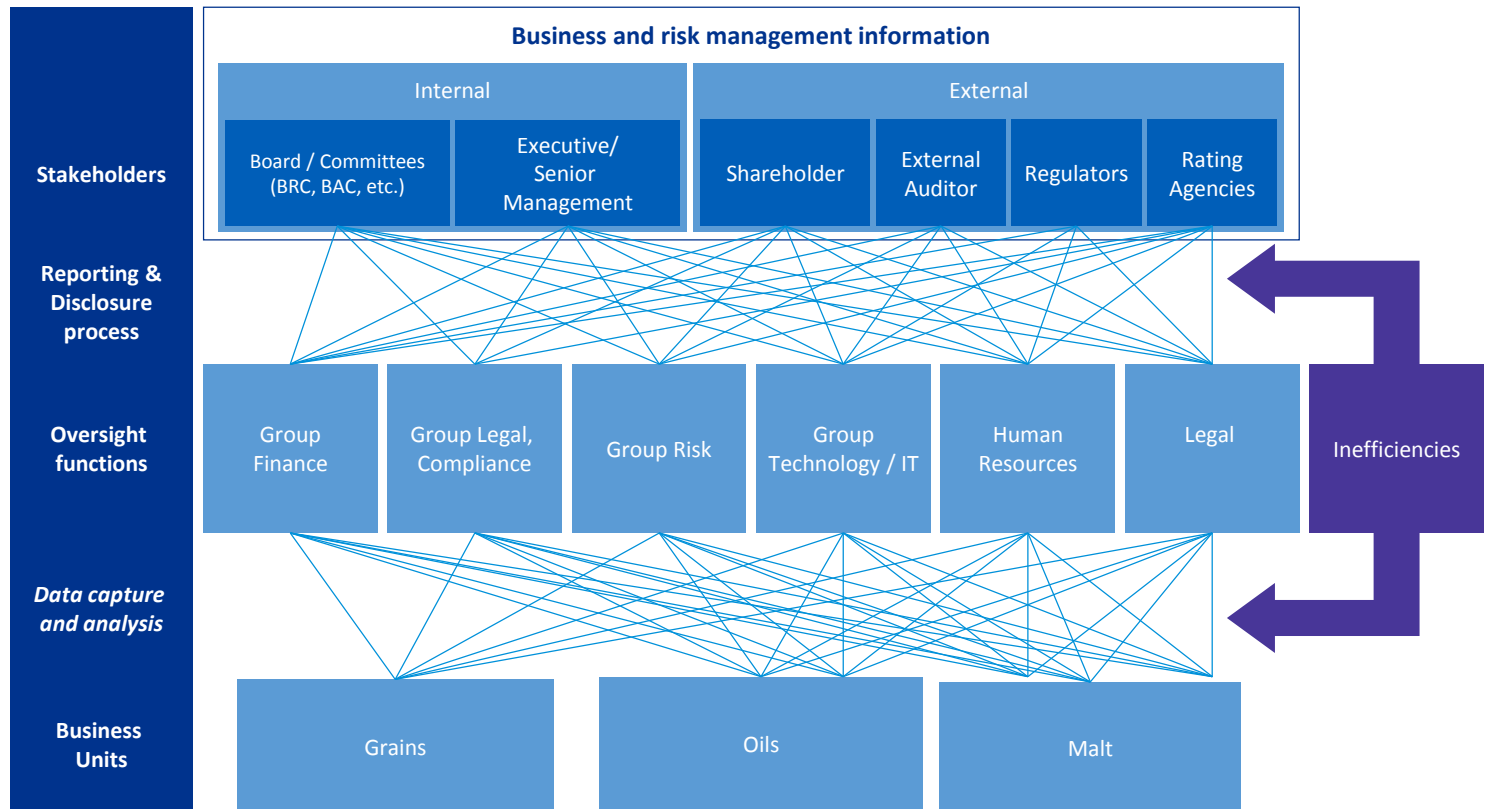 Business and risk management information
Internal
External
Stakeholders
Board / Committees
(BRC, BAC, etc.)
Executive/
Senior
Management
Shareholder
External
Auditor
Regulators
Rating
Agencies
Reporting &
Disclosure
process
Oversight
functions
Group
Finance
Group Legal,
Compliance
Group Risk
Group
Technology / IT
Human
Resources
Legal
Inefficiencies
Data capture
and analysis
Business
Units
Grains
Oils
Malt